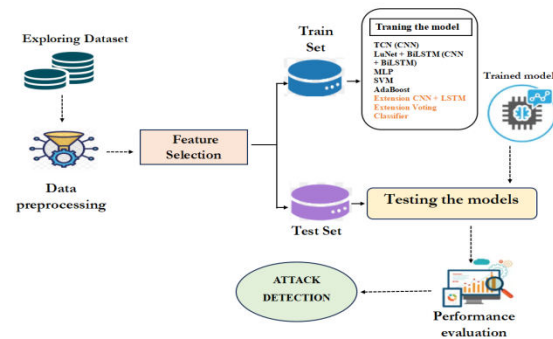 Exploring Dataset
Data
preprocessing
Feature
Selection
Train
Set
Test Set
Traning the model
TCN (CNN)
LuNet + BiLSTM (CNN
+ BiLSTM)
MLP
SVM
AdaBoost
Extension CNN + LSTM
Extension Voting
Classifier
Trained model
Testing the models
Performance
evaluation
ATTACK
DETECTION